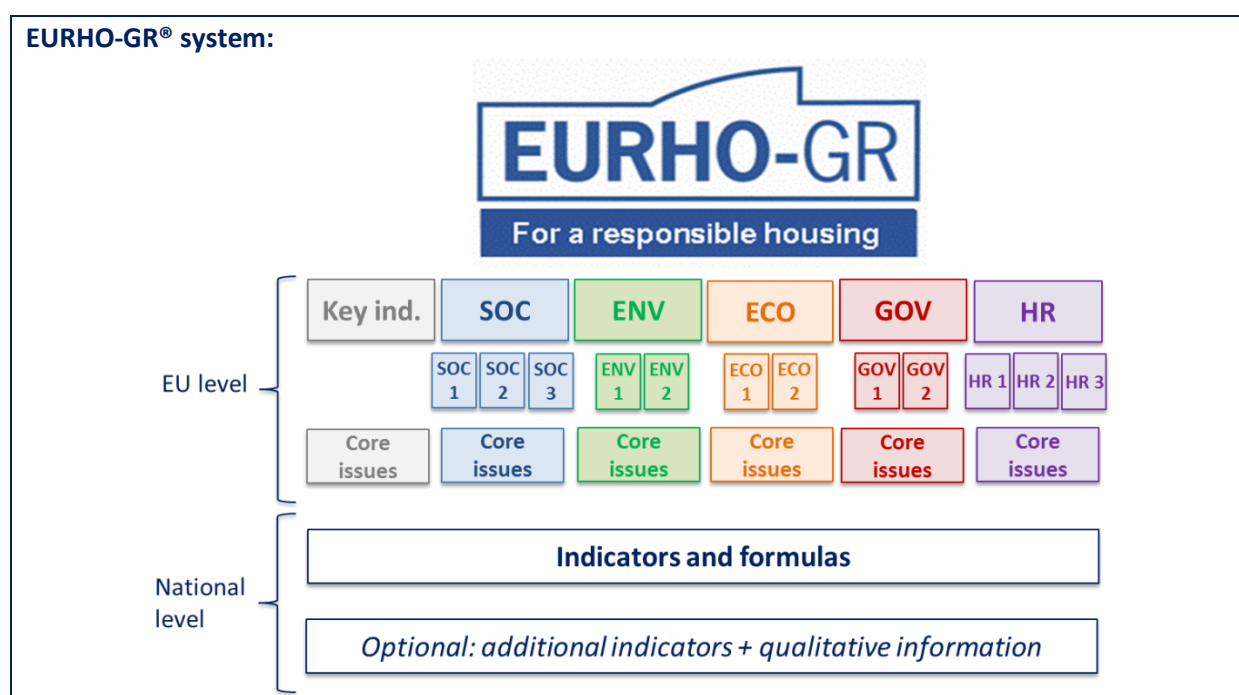 EURHO-GR® system:
EURHO-GR
For a responsible housing
Key ind. SOC ENV ECO GOV HR
EU level
SOC 1 SOC 2 SOC 3 ENV 1 ENV 2 ECO 1 ECO 2 GOV 1 GOV 2 HR 1 HR 2 HR 3
Core issues Core issues Core issues Core issues Core issues Core issues
National level
Indicators and formulas
Optional: additional indicators + qualitative information